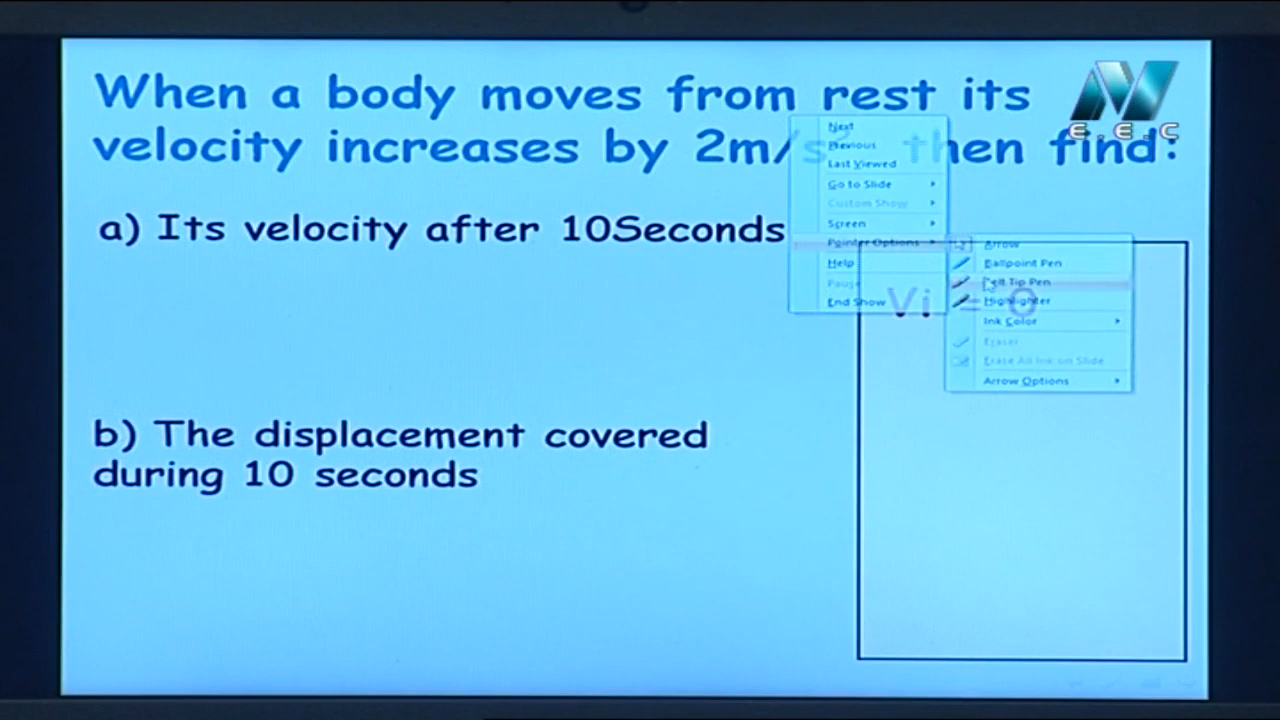 When a body moves from rest its
velocity increases by 2m/s² then find:
a) Its velocity after 10Seconds
Vi = 0
b) The displacement covered
during 10 seconds
N
E.E.C
Next
Previous
Last Viewed
Go to Slide
Custom Show
Screen
Pointer Options
Help
Pause
End Show
Arrow
Ballpoint Pen
Felt Tip Pen
Highlighter
Ink Color
Eraser
Erase All Ink on Slide
Arrow Options